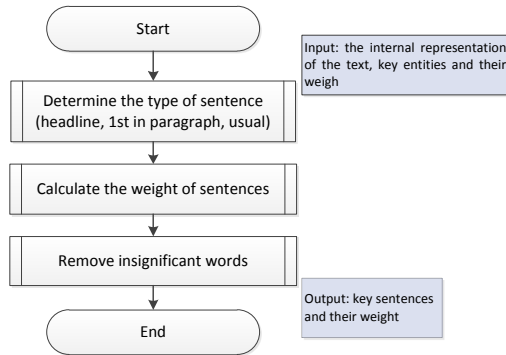 Start
Input: the internal representation
of the text, key entities and their
weigh
Determine the type of sentence
(headline, 1st in paragraph, usual)
Calculate the weight of sentences
Remove insignificant words
Output: key sentences
and their weight
End